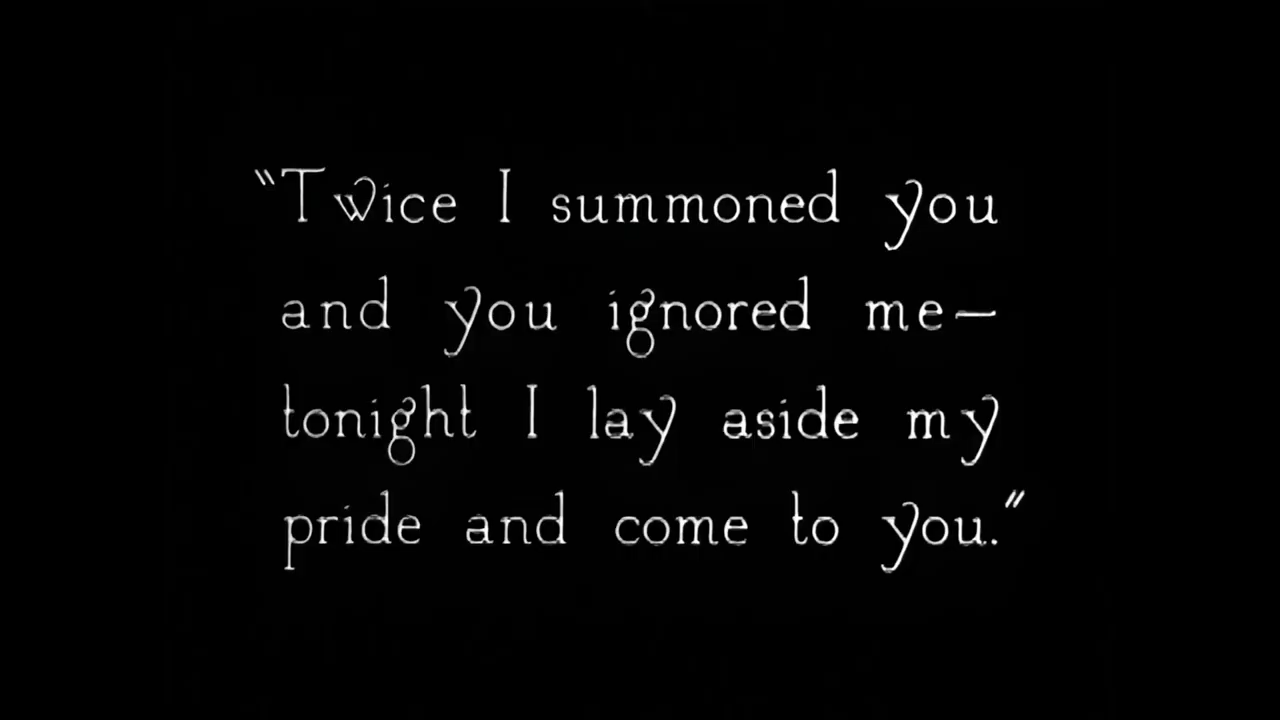 "Twice I summoned you
and you ignored me—
tonight I lay aside my
pride and come to you."